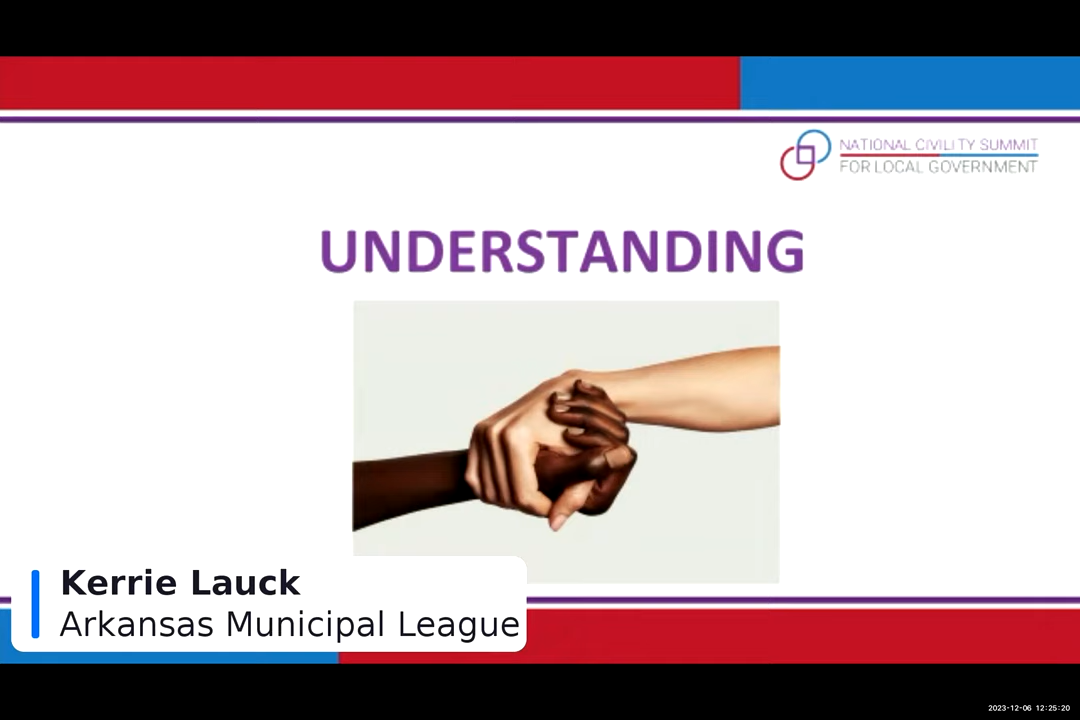 NATIONAL CIVILITY SUMMIT
FOR LOCAL GOVERNMENT
UNDERSTANDING
Kerrie Lauck
Arkansas Municipal League
2023-12-06 12:25:20